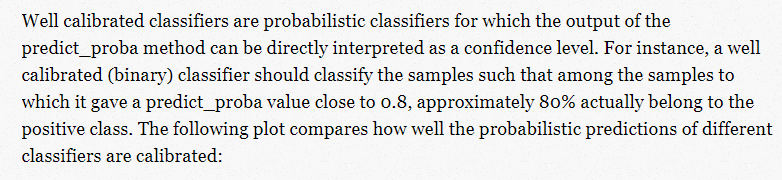 Well calibrated classifiers are probabilistic classifiers for which the output of the
predict_proba method can be directly interpreted as a confidence level. For instance, a well
calibrated (binary) classifier should classify the samples such that among the samples to
which it gave a predict_proba value close to 0.8, approximately 80% actually belong to the
positive class. The following plot compares how well the probabilistic predictions of different
classifiers are calibrated: